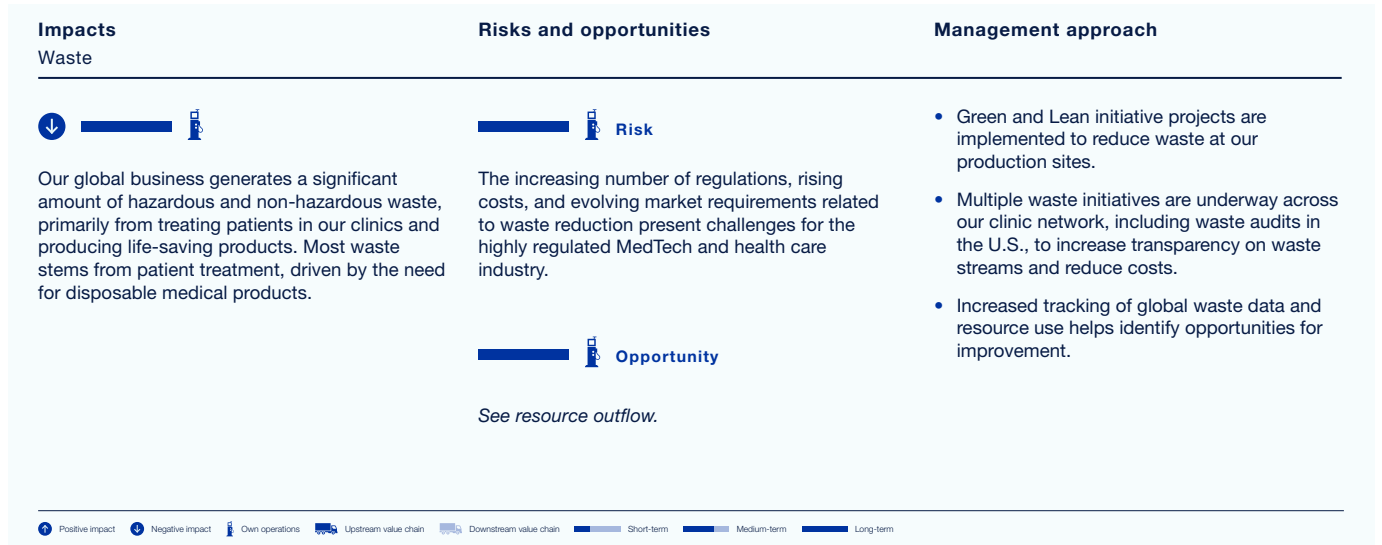 Impacts
Waste
Risks and opportunities
Management approach
Our global business generates a significant
amount of hazardous and non-hazardous waste,
primarily from treating patients in our clinics and
producing life-saving products. Most waste
stems from patient treatment, driven by the need
for disposable medical products.
Risk
The increasing number of regulations, rising
costs, and evolving market requirements related
to waste reduction present challenges for the
highly regulated MedTech and health care
industry.
Opportunity
See resource outflow.
• Green and Lean initiative projects are
implemented to reduce waste at our
production sites.
• Multiple waste initiatives are underway across
our clinic network, including waste audits in
the U.S., to increase transparency on waste
streams and reduce costs.
• Increased tracking of global waste data and
resource use helps identify opportunities for
improvement.
Positive impact Negative impact Own operations Upstream value chain Downstream value chain Short-term Medium-term Long-term